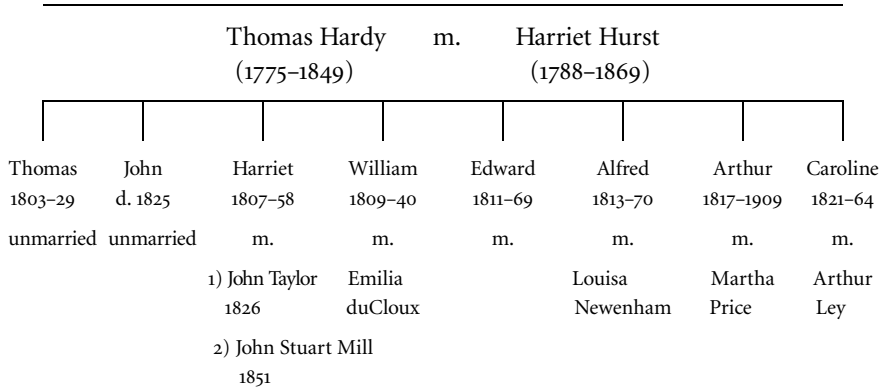 Thomas Hardy m. Harriet Hurst
(1775–1849) (1788–1869)
Thomas John Harriet William Edward Alfred Arthur Caroline
1803–29 d. 1825 1807–58 1809–40 1811–69 1813–70 1817–1909 1821–64
unmarried unmarried m. m. m. m. m. m.
1) John Taylor Emilia Louisa Martha Arthur
1826 duCloux Newenham Price Ley
2) John Stuart Mill
1851